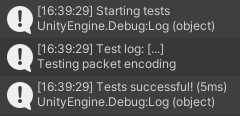 [16:39:29] Starting tests
UnityEngine.Debug:Log (object)
[16:39:29] Test log: [...]
Testing packet encoding
[16:39:29] Tests successful! (5ms)
UnityEngine.Debug:Log (object)